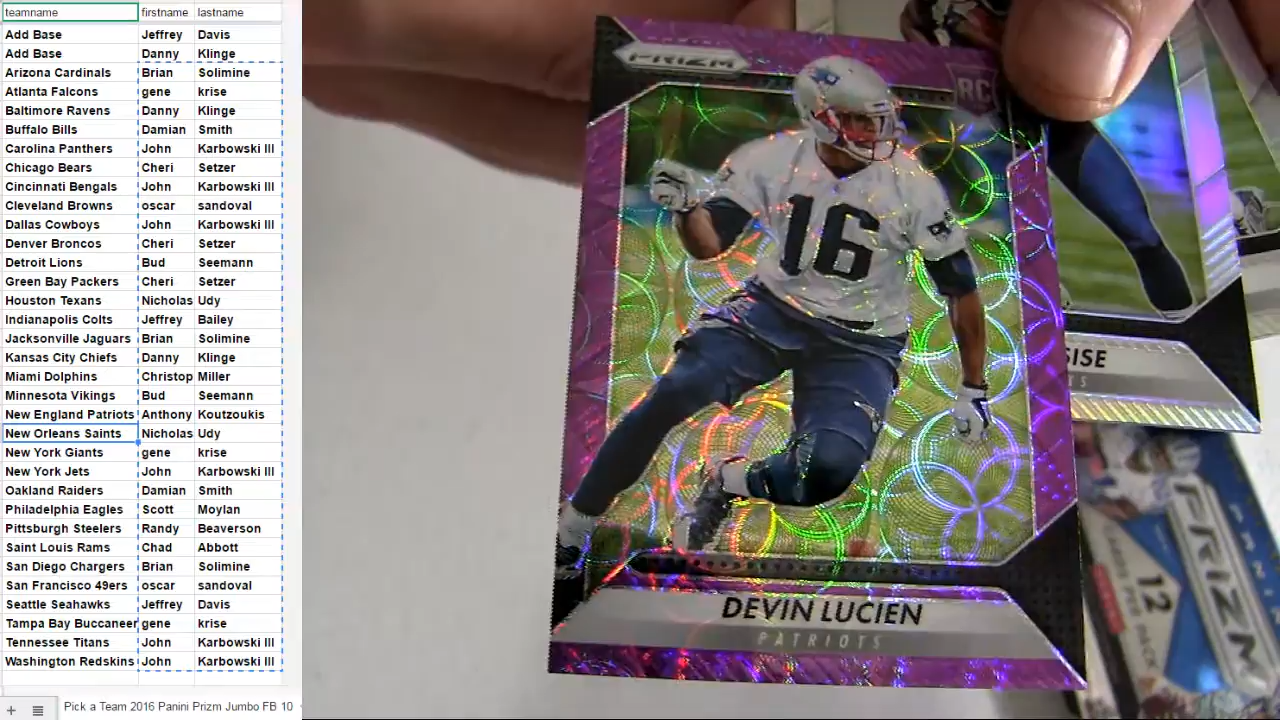 teamname firstname lastname
Add Base Jeffrey Davis
Add Base Danny Klinge
Arizona Cardinals Brian Solimine
Atlanta Falcons gene krise
Baltimore Ravens Danny Klinge
Buffalo Bills Damian Smith
Carolina Panthers John Karbowski III
Chicago Bears Cheri Setzer
Cincinnati Bengals John Karbowski III
Cleveland Browns oscar sandoval
Dallas Cowboys John Karbowski III
Denver Broncos Cheri Setzer
Detroit Lions Bud Seemann
Green Bay Packers Cheri Setzer
Houston Texans Nicholas Udy
Indianapolis Colts Jeffrey Bailey
Jacksonville Jaguars Brian Solimine
Kansas City Chiefs Danny Klinge
Miami Dolphins Christop Miller
Minnesota Vikings Bud Seemann
New England Patriots Anthony Koutzoukis
New Orleans Saints Nicholas Udy
New York Giants gene krise
New York Jets John Karbowski III
Oakland Raiders Damian Smith
Philadelphia Eagles Scott Moylan
Pittsburgh Steelers Randy Beaverson
Saint Louis Rams Chad Abbott
San Diego Chargers Brian Solimine
San Francisco 49ers oscar sandoval
Seattle Seahawks Jeffrey Davis
Tampa Bay Buccaneer gene krise
Tennessee Titans John Karbowski III
Washington Redskins John Karbowski III
Pick a Team 2016 Panini Prizm Jumbo FB 10
PRIZM
RC
16
DEVIN LUCIEN
PATRIOTS
SISE
TS
PRIZM
12